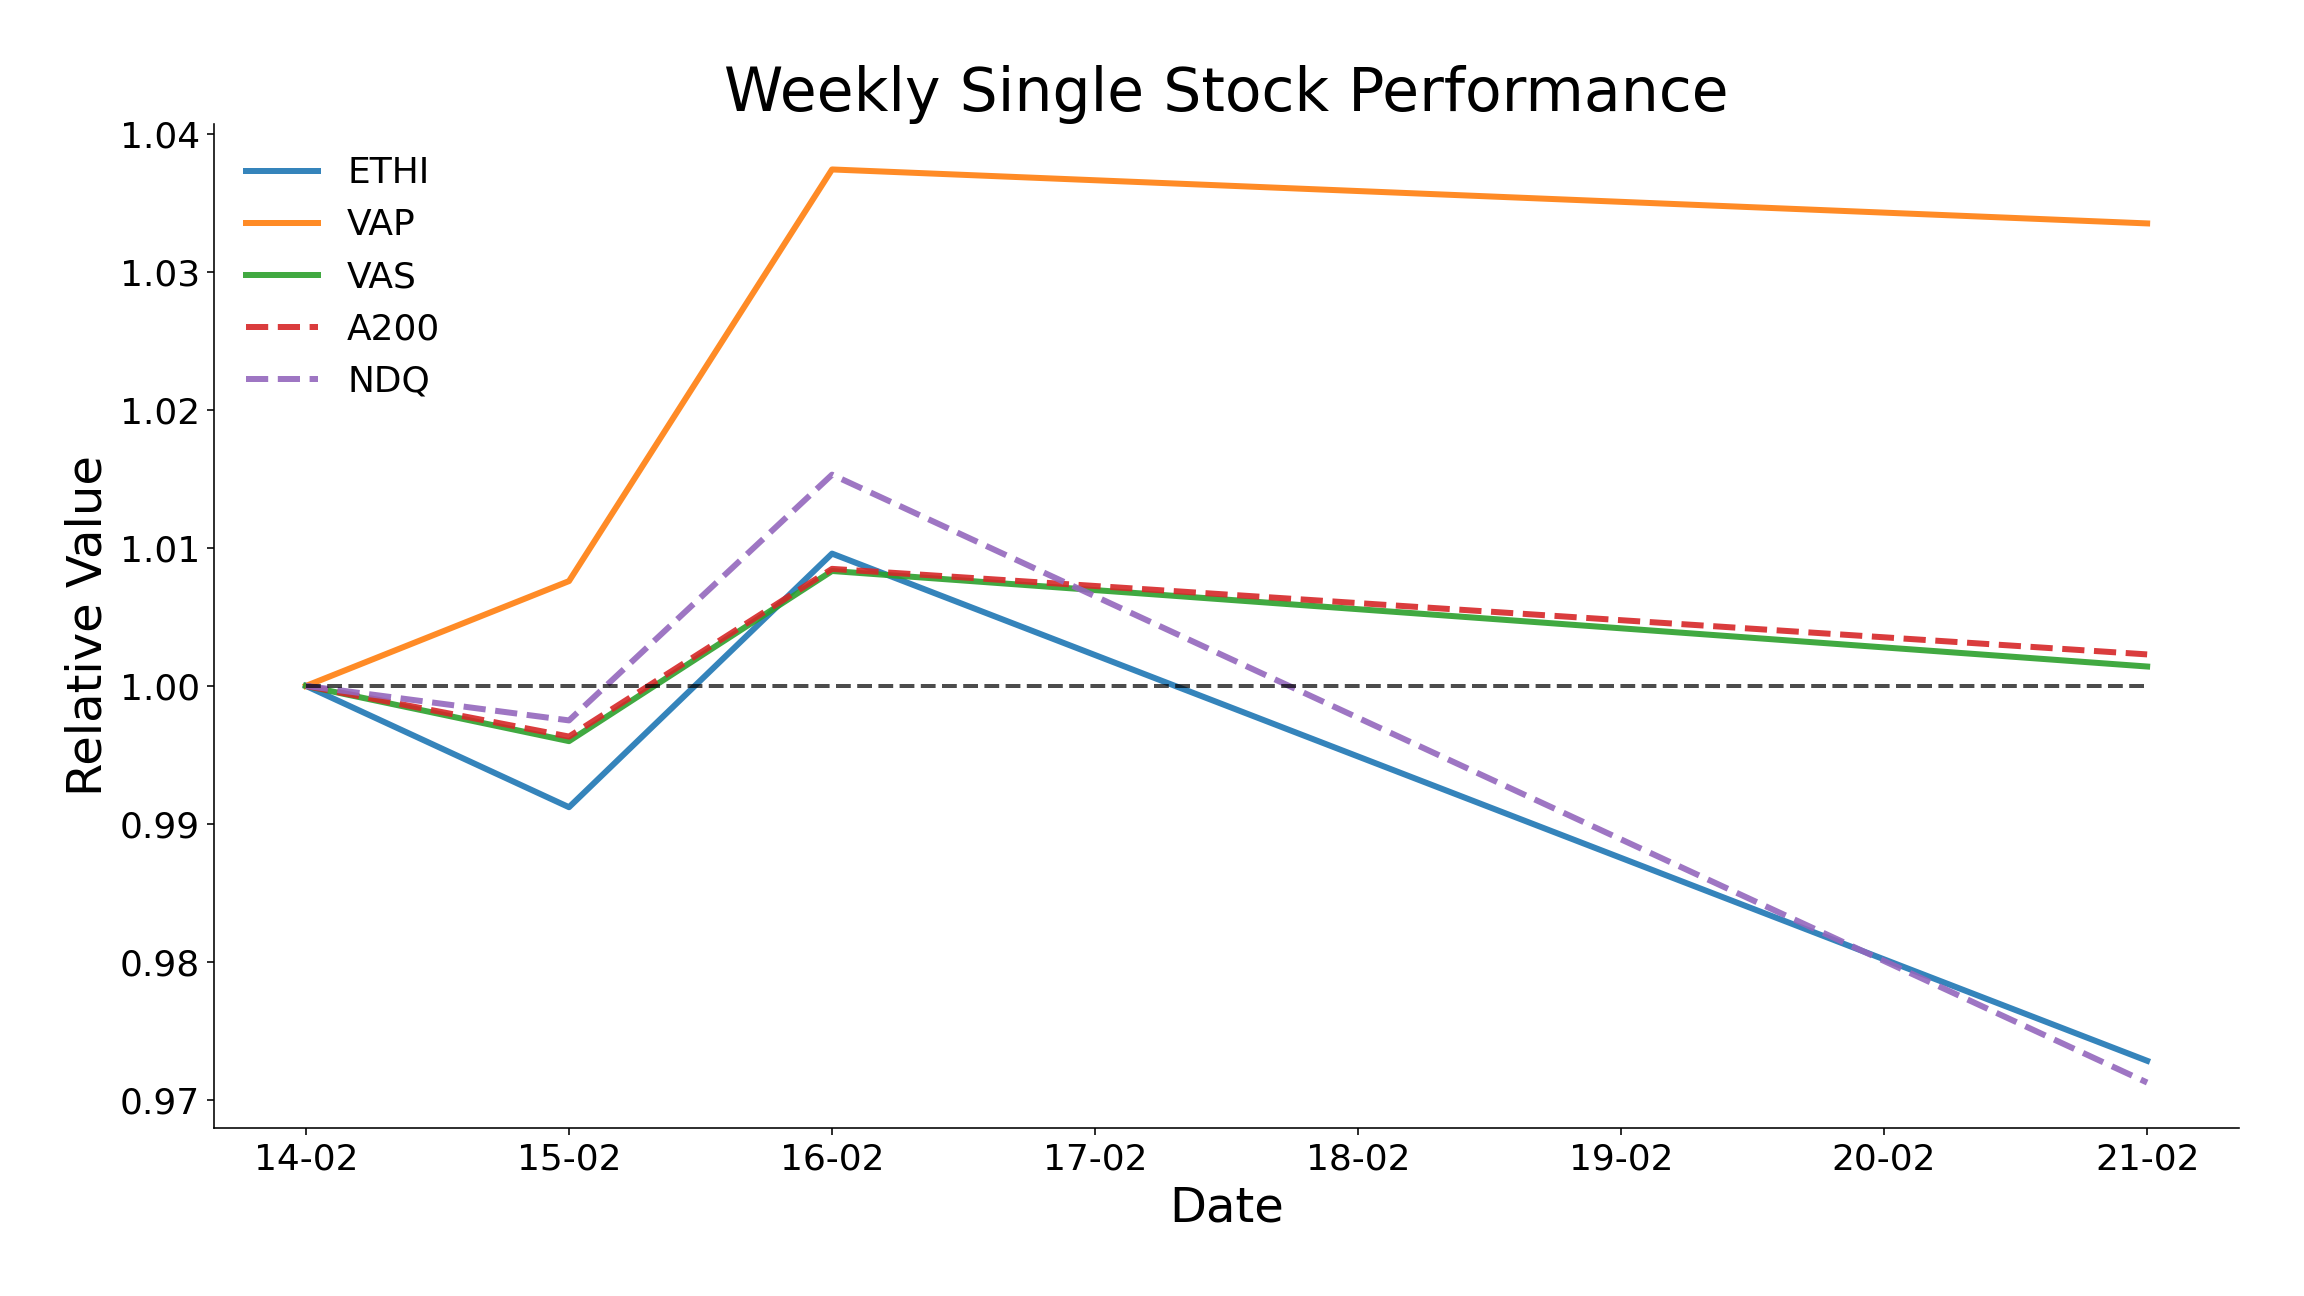 Weekly Single Stock Performance
1.04
1.03
1.02
1.01
1.00
0.99
0.98
0.97
Relative Value
ETHI
VAP
VAS
A200
NDQ
14-02 15-02 16-02 17-02 18-02 19-02 20-02 21-02
Date